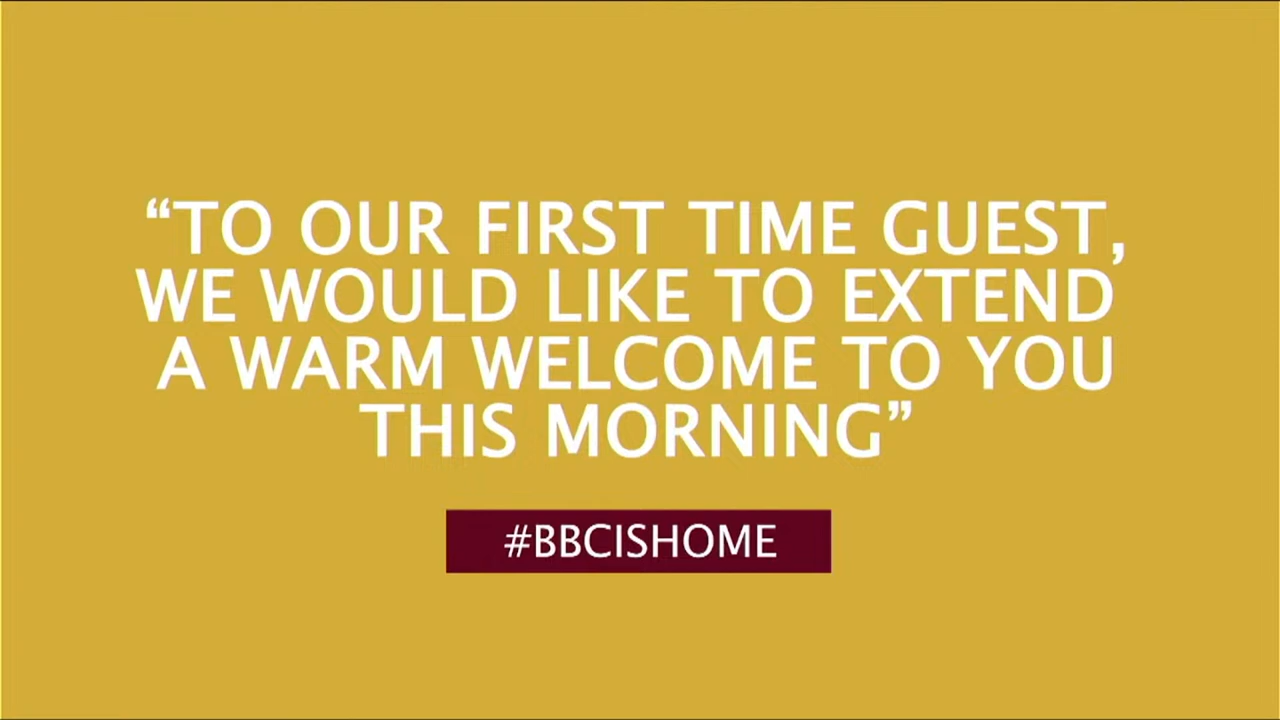 “TO OUR FIRST TIME GUEST,
WE WOULD LIKE TO EXTEND
A WARM WELCOME TO YOU
THIS MORNING”
#BBCISHOME